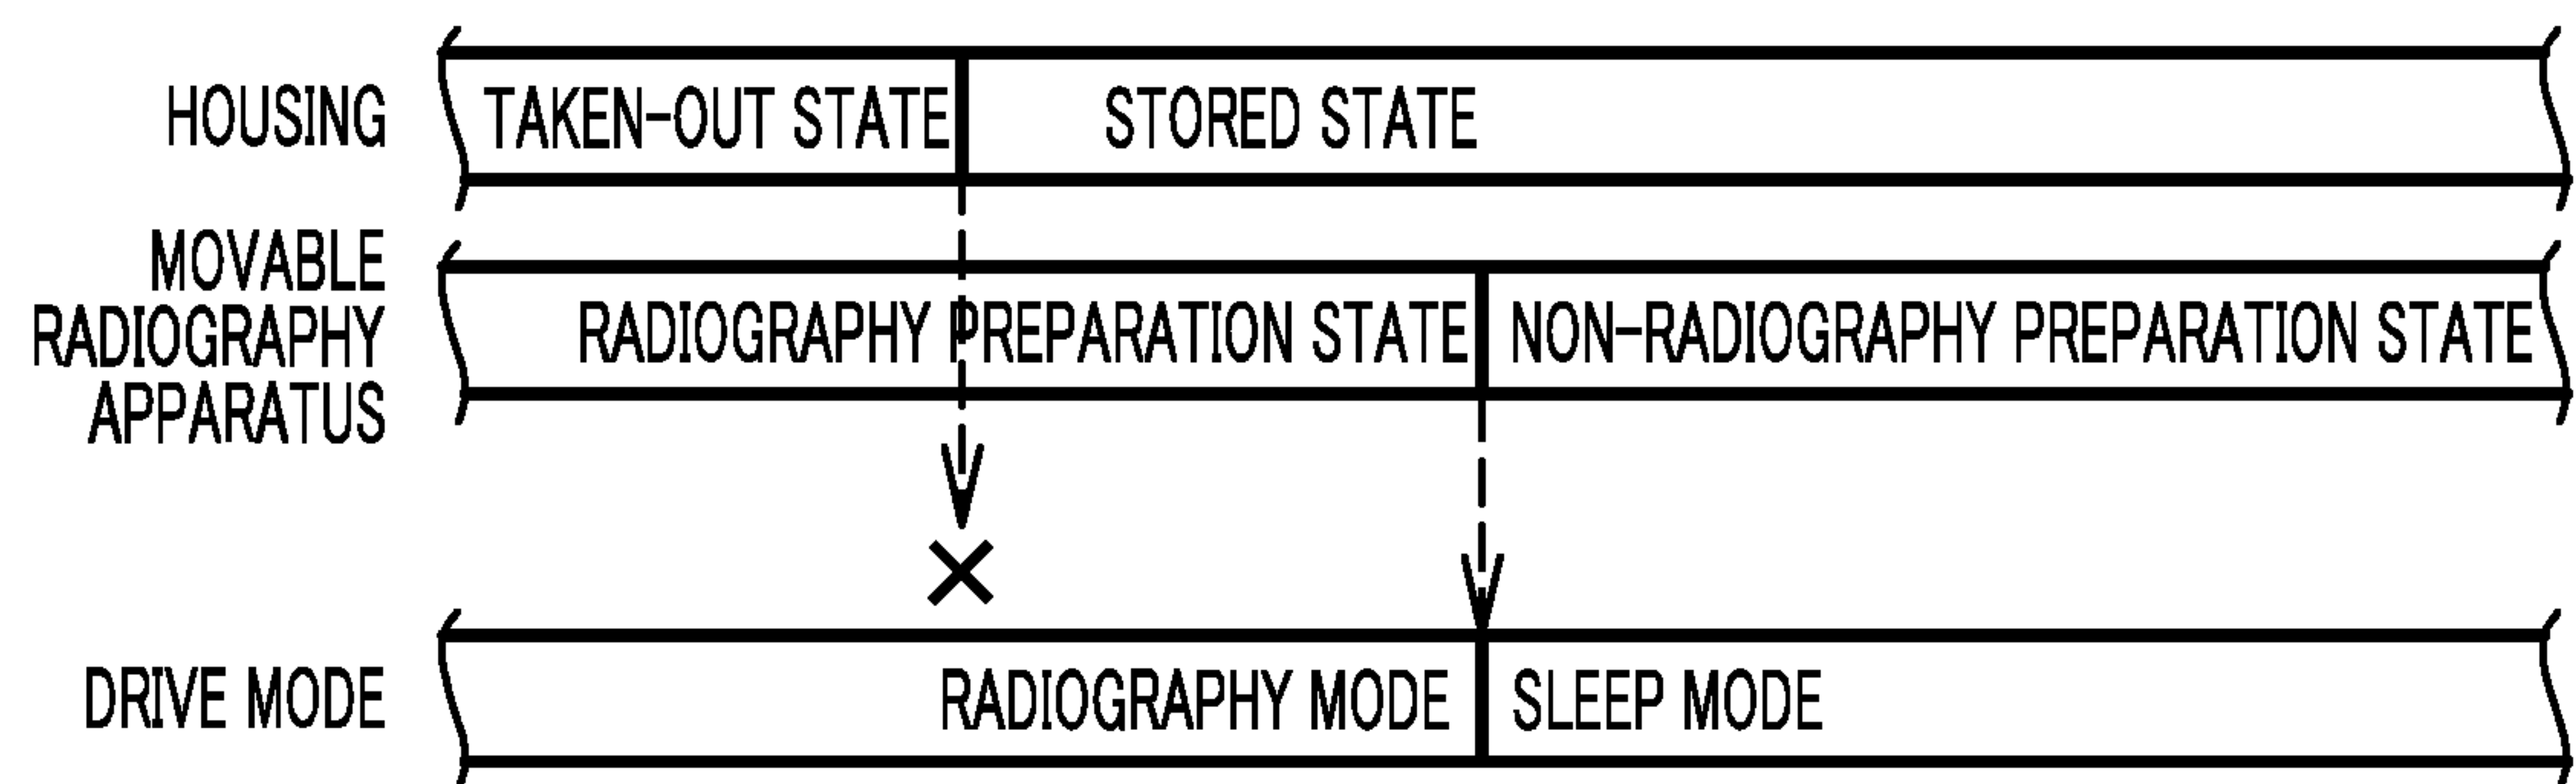 HOUSING
TAKEN-OUT STATE
STORED STATE
MOVABLE
RADIOGRAPHY
APPARATUS
RADIOGRAPHY PREPARATION STATE
NON-RADIOGRAPHY PREPARATION STATE
DRIVE MODE
RADIOGRAPHY MODE
SLEEP MODE